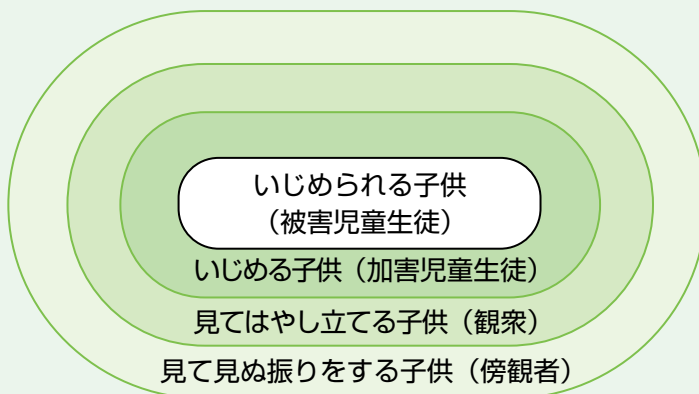 いじめられる子供
（被害児童生徒）
いじめる子供（加害児童生徒）
見てはやし立てる子供（観衆）
見て見ぬ振りをする子供（傍観者）